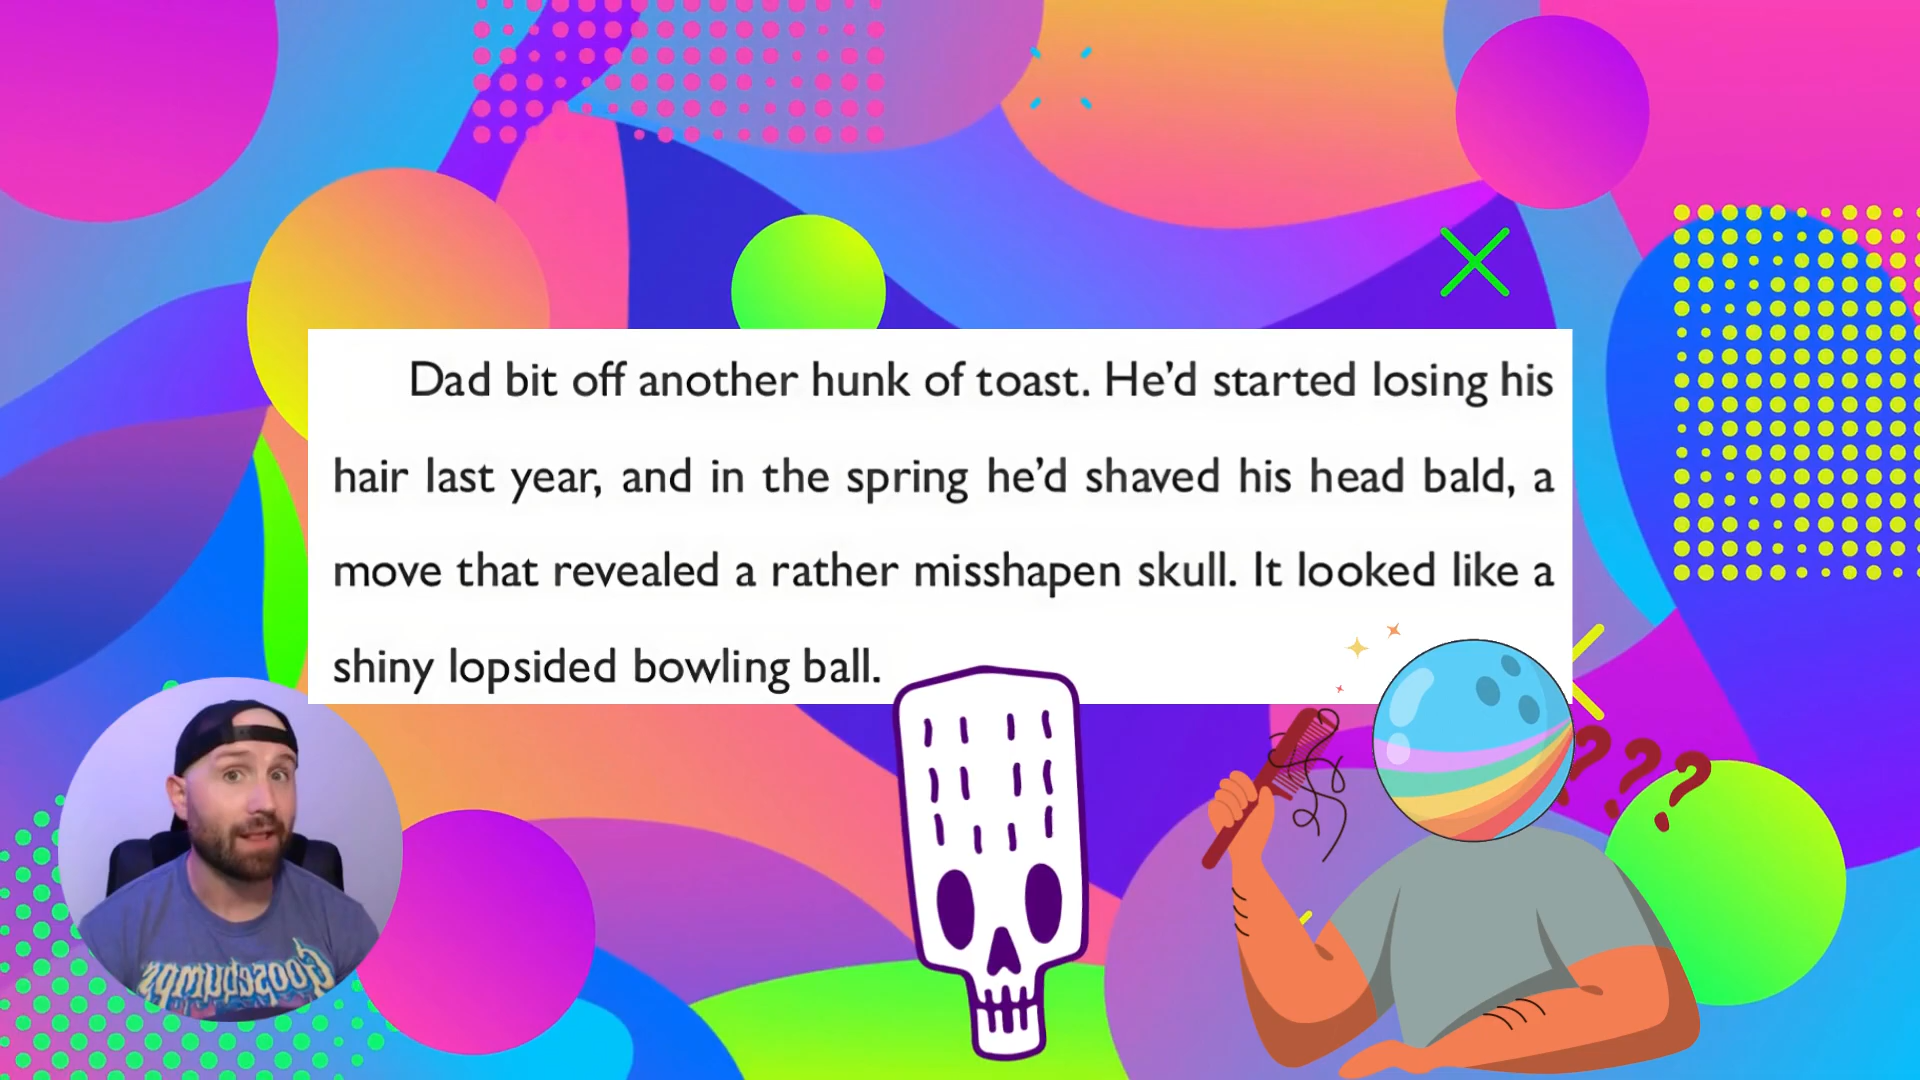 Dad bit off another hunk of toast. He’d started losing his
hair last year, and in the spring he’d shaved his head bald, a
move that revealed a rather misshapen skull. It looked like a
shiny lopsided bowling ball.
???
Goosebumps